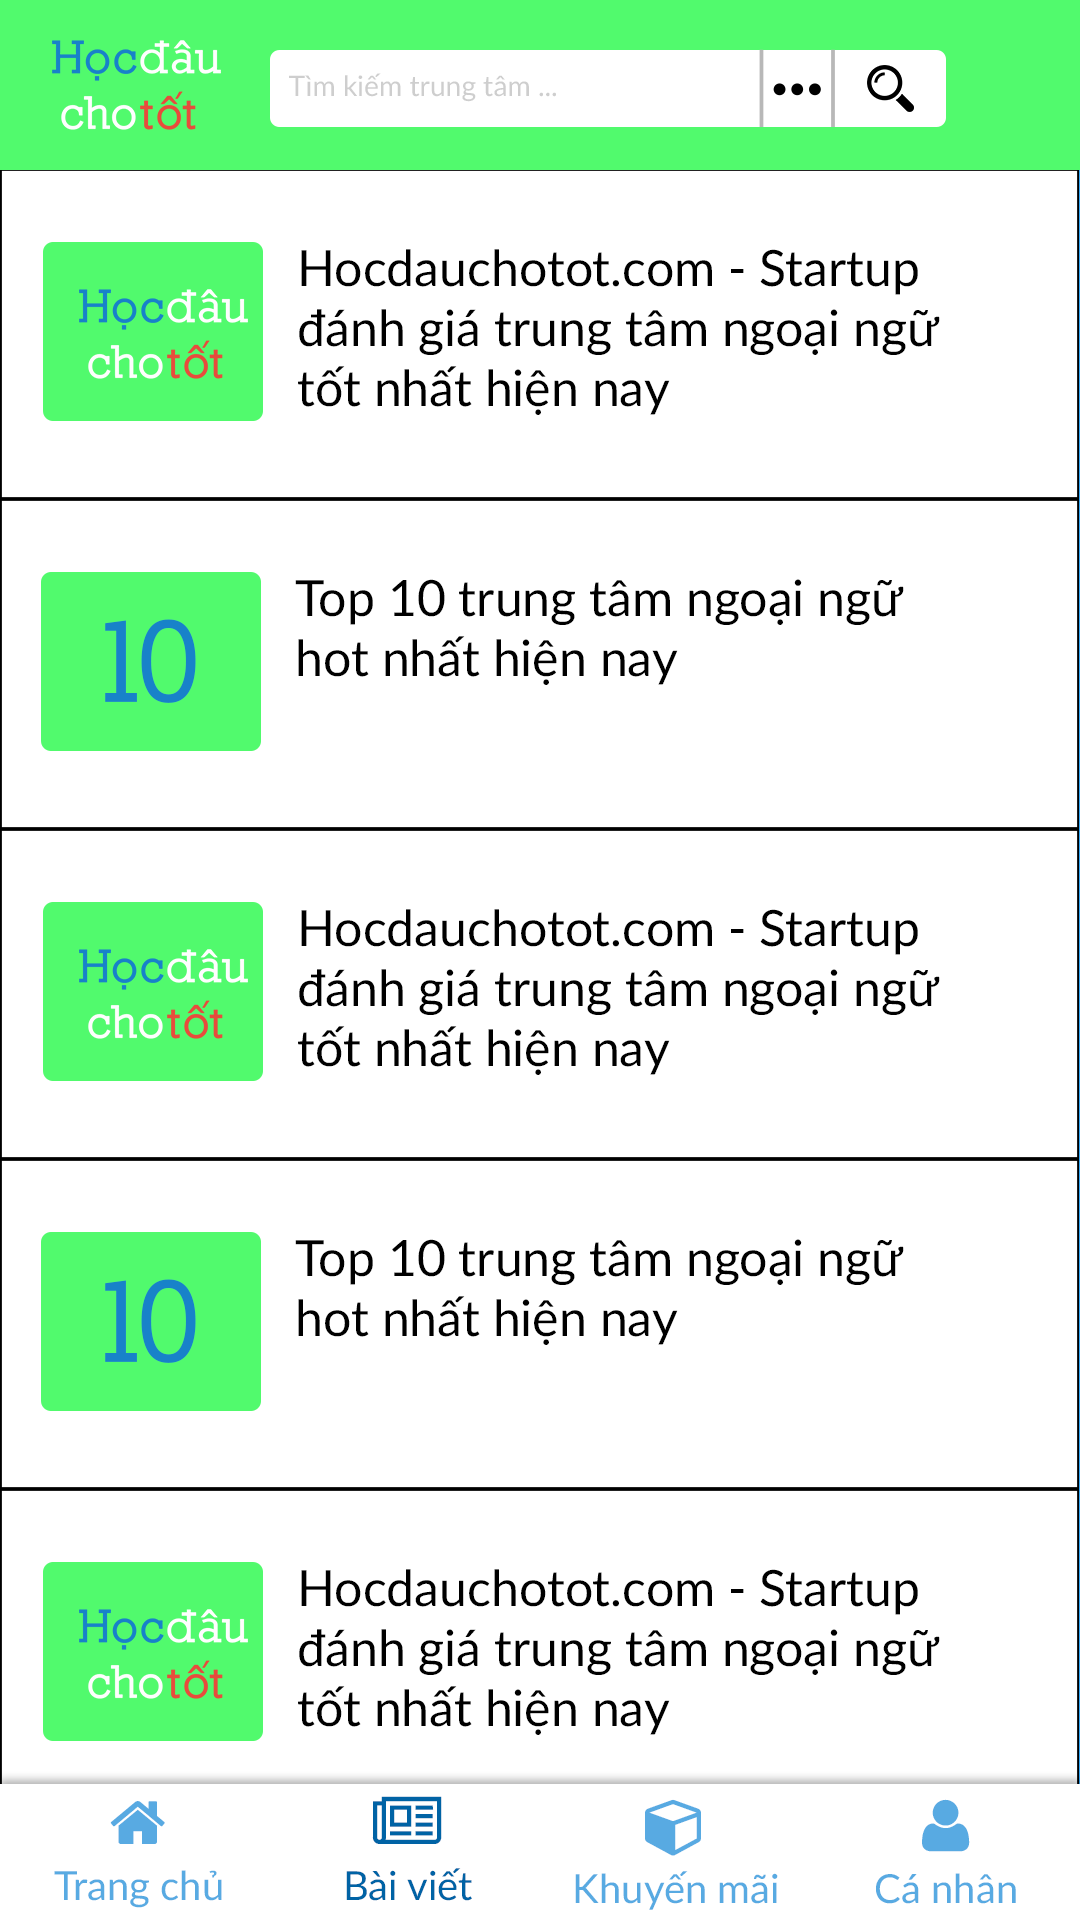 Họcđâu
chotốt
Tìm kiếm trung tâm ...
Họcđâu
chotốt
Hocdauchotot.com - Startup
đánh giá trung tâm ngoại ngữ
tốt nhất hiện nay
10
Top 10 trung tâm ngoại ngữ
hot nhất hiện nay
Họcđâu
chotốt
Hocdauchotot.com - Startup
đánh giá trung tâm ngoại ngữ
tốt nhất hiện nay
10
Top 10 trung tâm ngoại ngữ
hot nhất hiện nay
Họcđâu
chotốt
Hocdauchotot.com - Startup
đánh giá trung tâm ngoại ngữ
tốt nhất hiện nay
Trang chủ
Bài viết
Khuyến mãi
Cá nhân